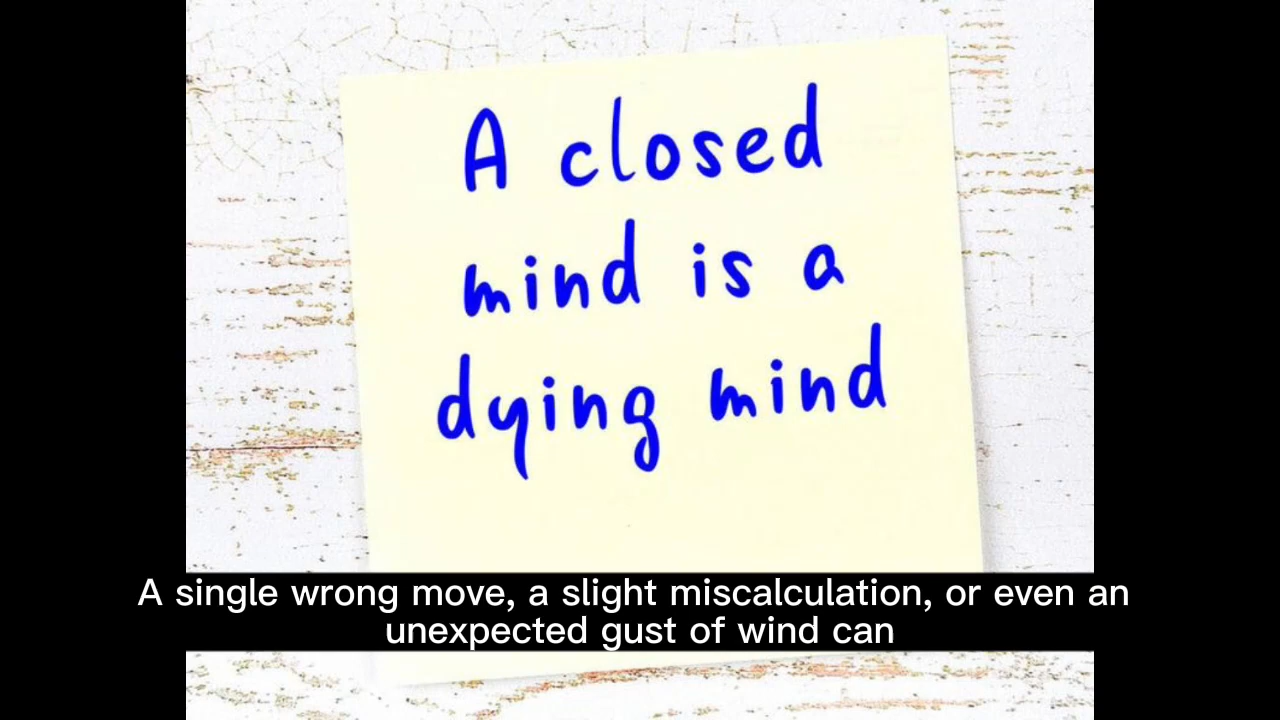 A closed
mind is a
dying mind
A single wrong move, a slight miscalculation, or even an
unexpected gust of wind can